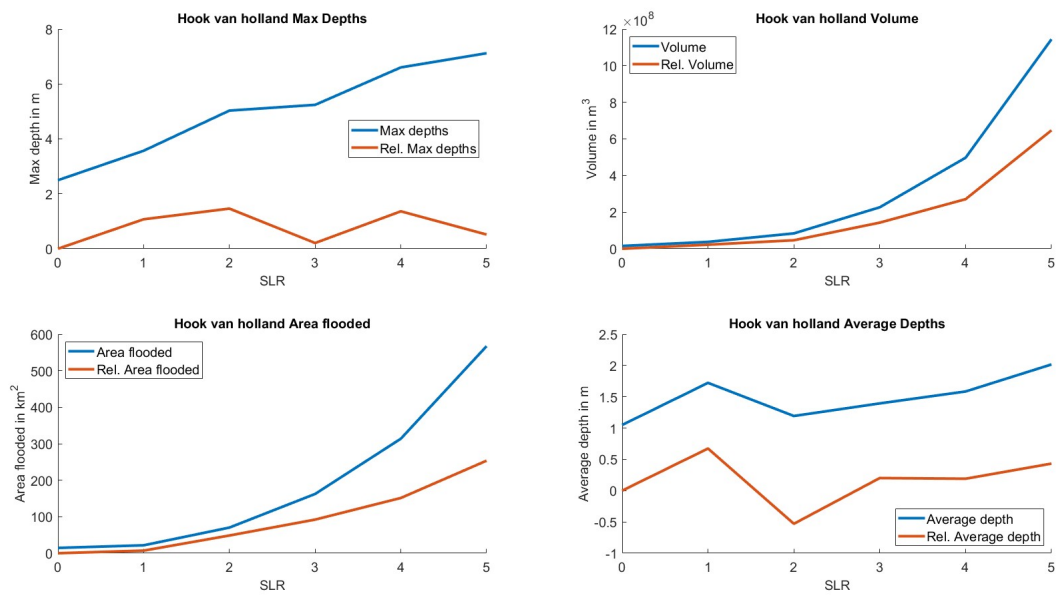 Hook van holland Max Depths
8
6
4
2
0
Max depth in m
Max depths
Rel. Max depths
0 1 2 3 4 5
SLR
Hook van holland Volume
×10^8
12
10
8
6
4
2
0
Volume in m^3
Volume
Rel. Volume
0 1 2 3 4 5
SLR
Hook van holland Area flooded
600
500
400
300
200
100
0
Area flooded in km^2
Area flooded
Rel. Area flooded
0 1 2 3 4 5
SLR
Hook van holland Average Depths
2.5
2
1.5
1
0.5
0
-0.5
-1
Average depth in m
Average depth
Rel. Average depth
0 1 2 3 4 5
SLR